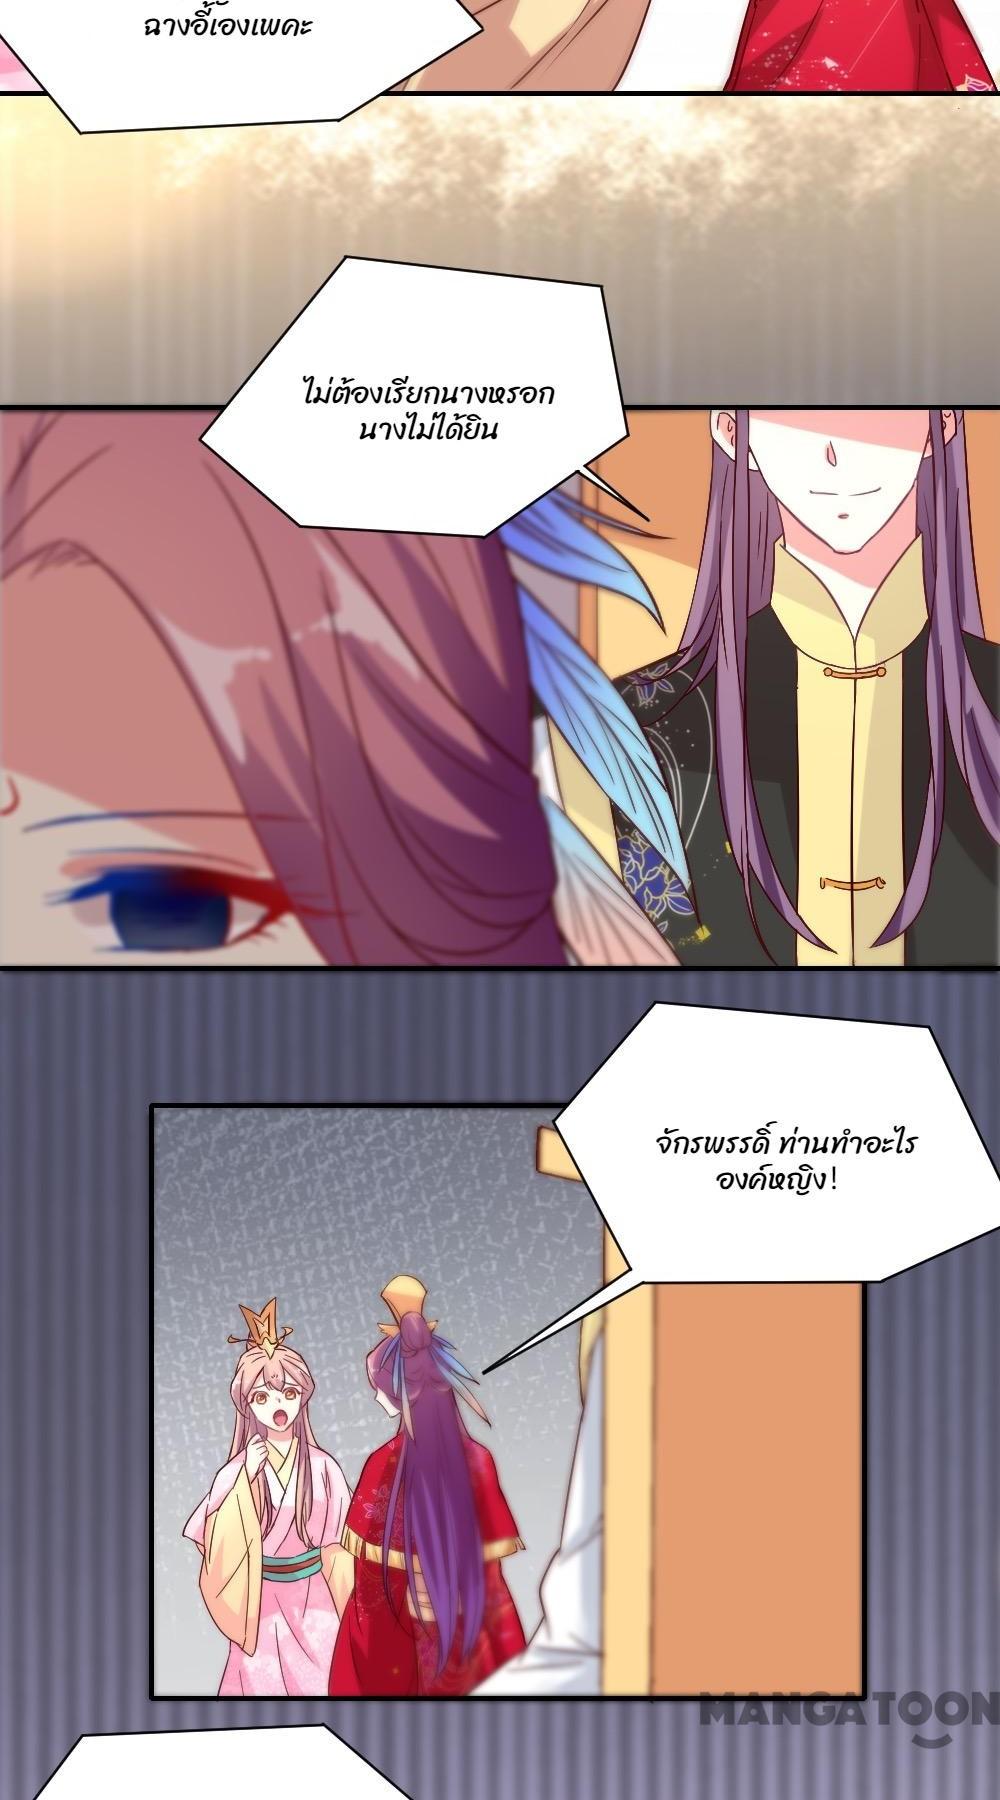 ฉางอี้เองเพคะ
ไม่ต้องเรียกนางหรอก
นางไม่ได้ยิน
จักรพรรดิ์ ท่านทำอะไร
องค์หญิง!
MANGATOON